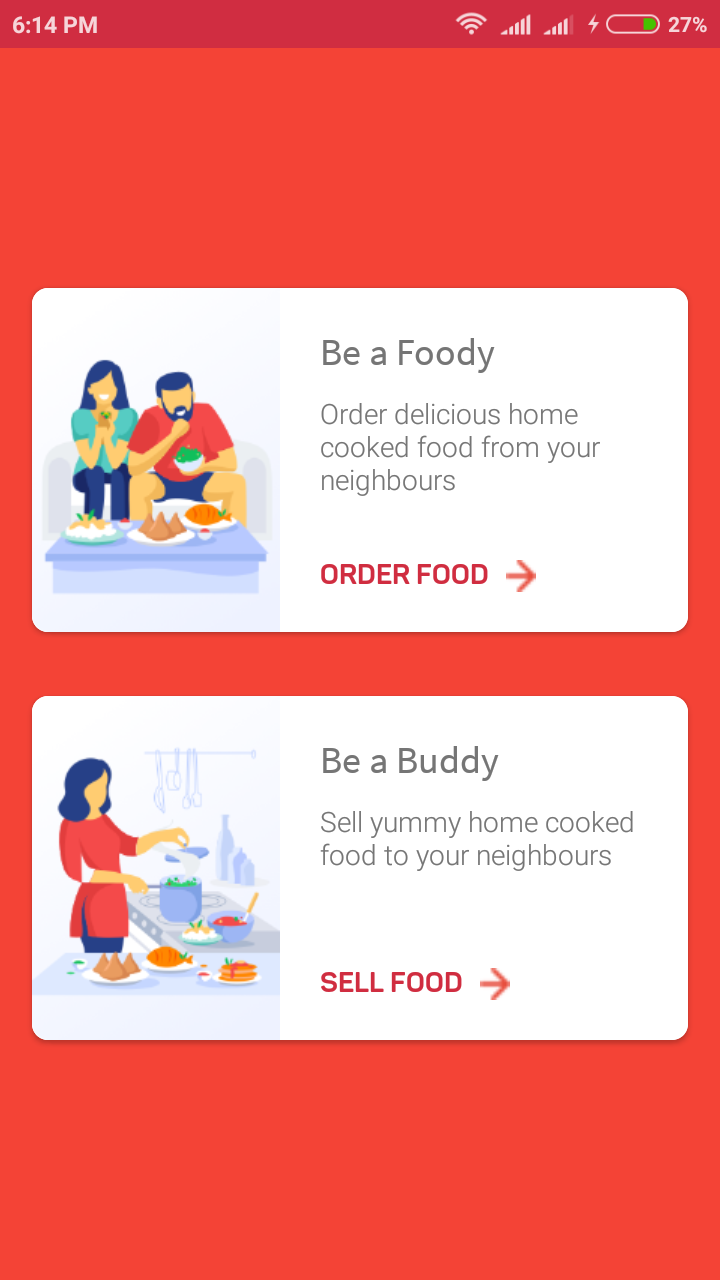 6:14 PM 27%
Be a Foody
Order delicious home
cooked food from your
neighbours
ORDER FOOD
Be a Buddy
Sell yummy home cooked
food to your neighbours
SELL FOOD